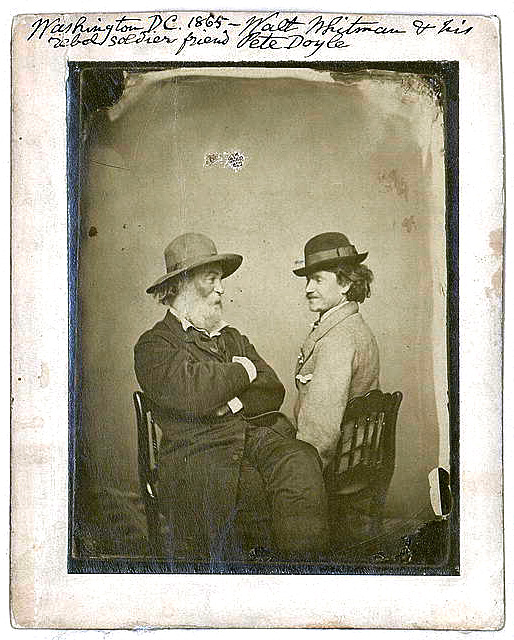 Washington D.C. 1865 - Walt Whitman & his
rebel soldier friend Pete Doyle